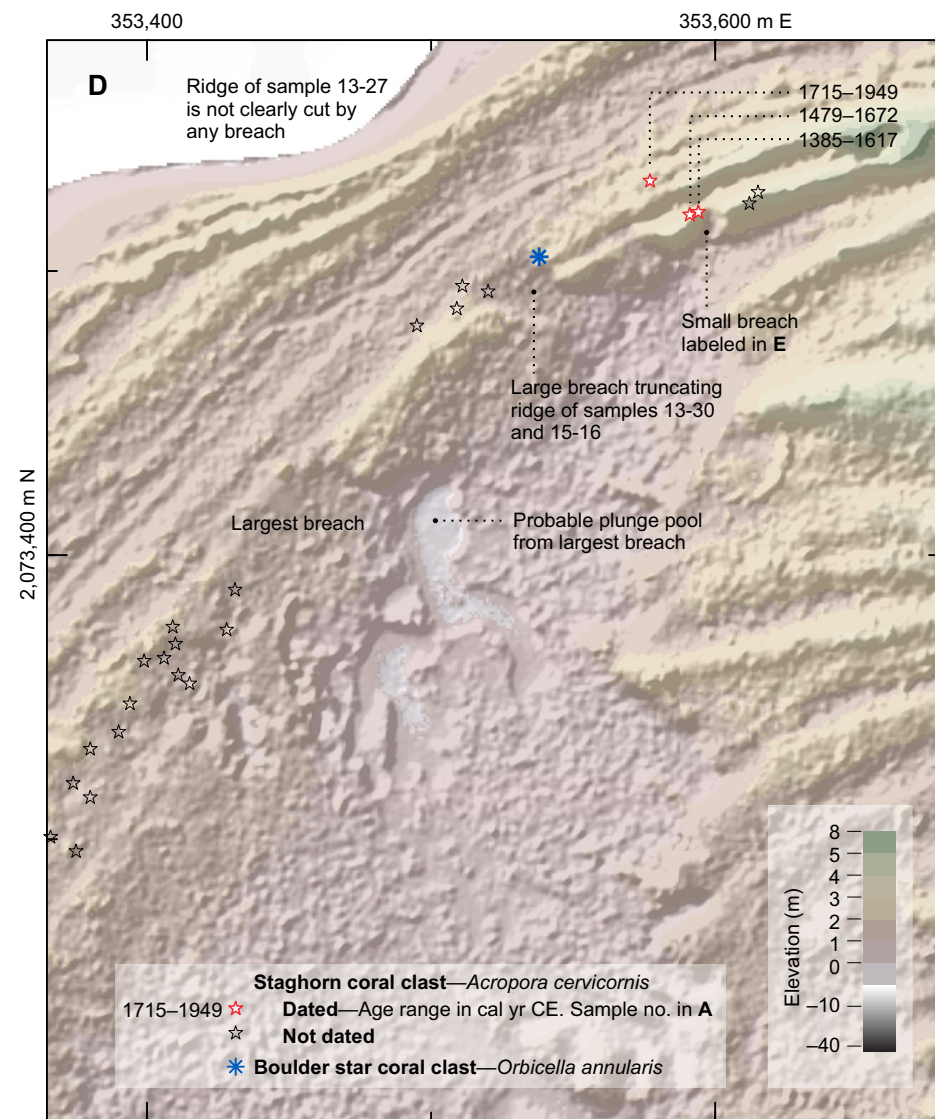 353,400
353,600 m E
D
Ridge of sample 13-27
is not clearly cut by
any breach
1715–1949
1479–1672
1385–1617
Small breach
labeled in E
Large breach truncating
ridge of samples 13-30
and 15-16
2,073,400 m N
Largest breach
Probable plunge pool
from largest breach
Elevation (m)
8
5
4
3
2
1
0
–10
–40
Staghorn coral clast—Acropora cervicornis
1715–1949 Dated—Age range in cal yr CE. Sample no. in A
Not dated
Boulder star coral clast—Orbicella annularis